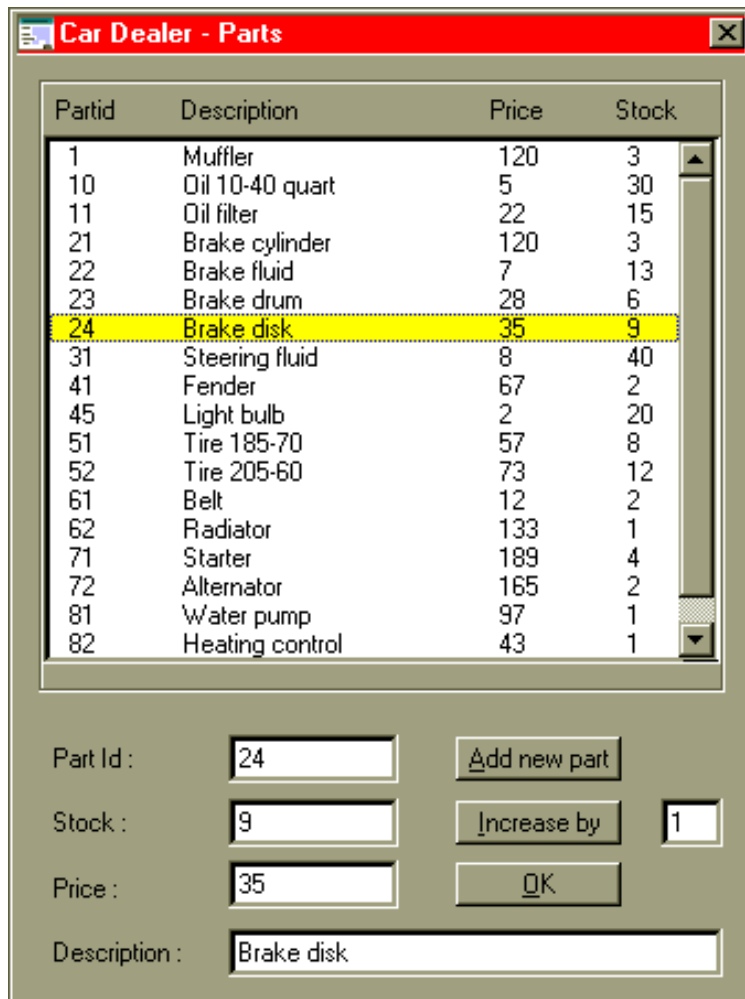 Car Dealer - Parts
Partid Description Price Stock
1 Muffler 120 3
10 Oil 10-40 quart 5 30
11 Oil filter 22 15
21 Brake cylinder 120 3
22 Brake fluid 7 13
23 Brake drum 28 6
24 Brake disk 35 9
31 Steering fluid 8 40
41 Fender 67 2
45 Light bulb 2 20
51 Tire 185-70 57 8
52 Tire 205-60 73 12
61 Belt 12 2
62 Radiator 133 1
71 Starter 189 4
72 Alternator 165 2
81 Water pump 97 1
82 Heating control 43 1
Part Id : 24 Add new part
Stock : 9 Increase by 1
Price : 35 OK
Description : Brake disk